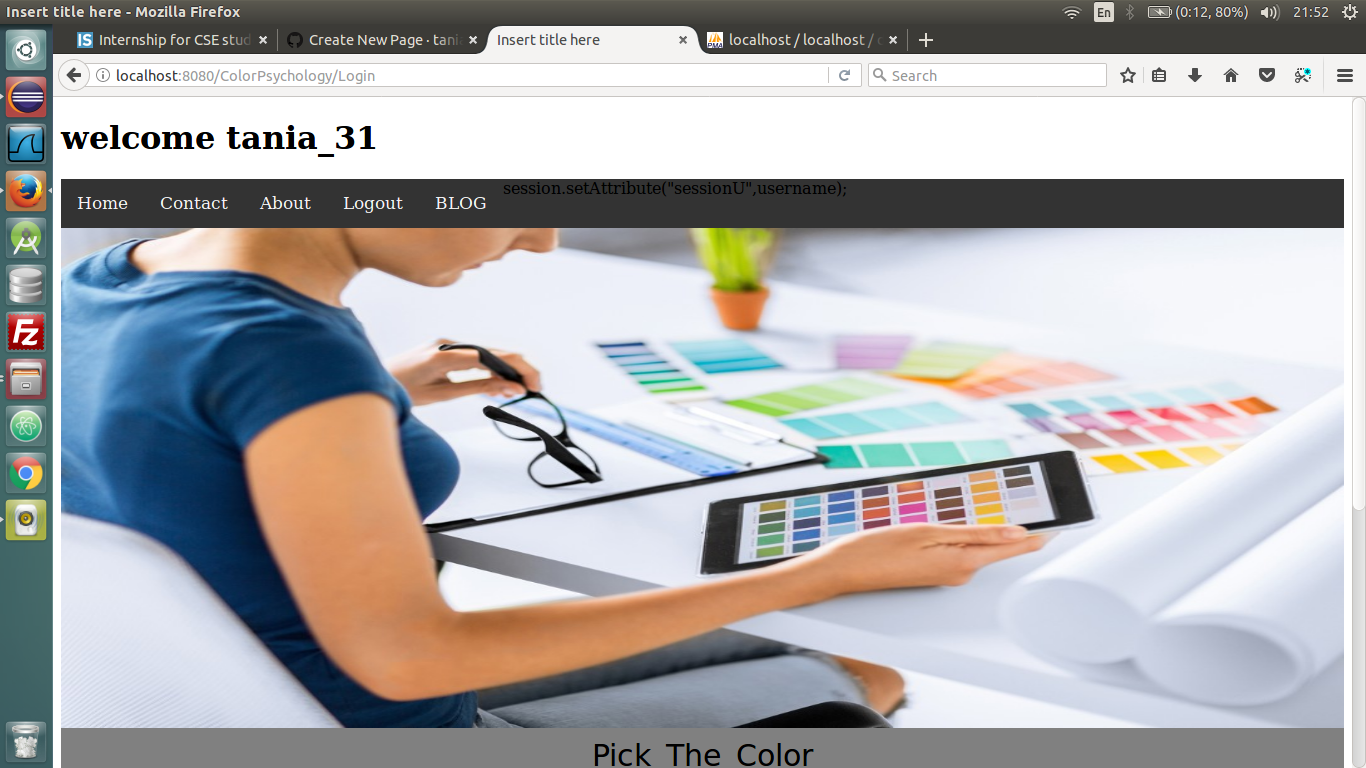 Insert title here - Mozilla Firefox
En (0:12, 80%) 21:52
Internship for CSE stud
Create New Page · tani
Insert title here
localhost / localhost /
localhost:8080/ColorPsychology/Login
Search
welcome tania_31
session.setAttribute("sessionU",username);
Home Contact About Logout BLOG
Pick The Color